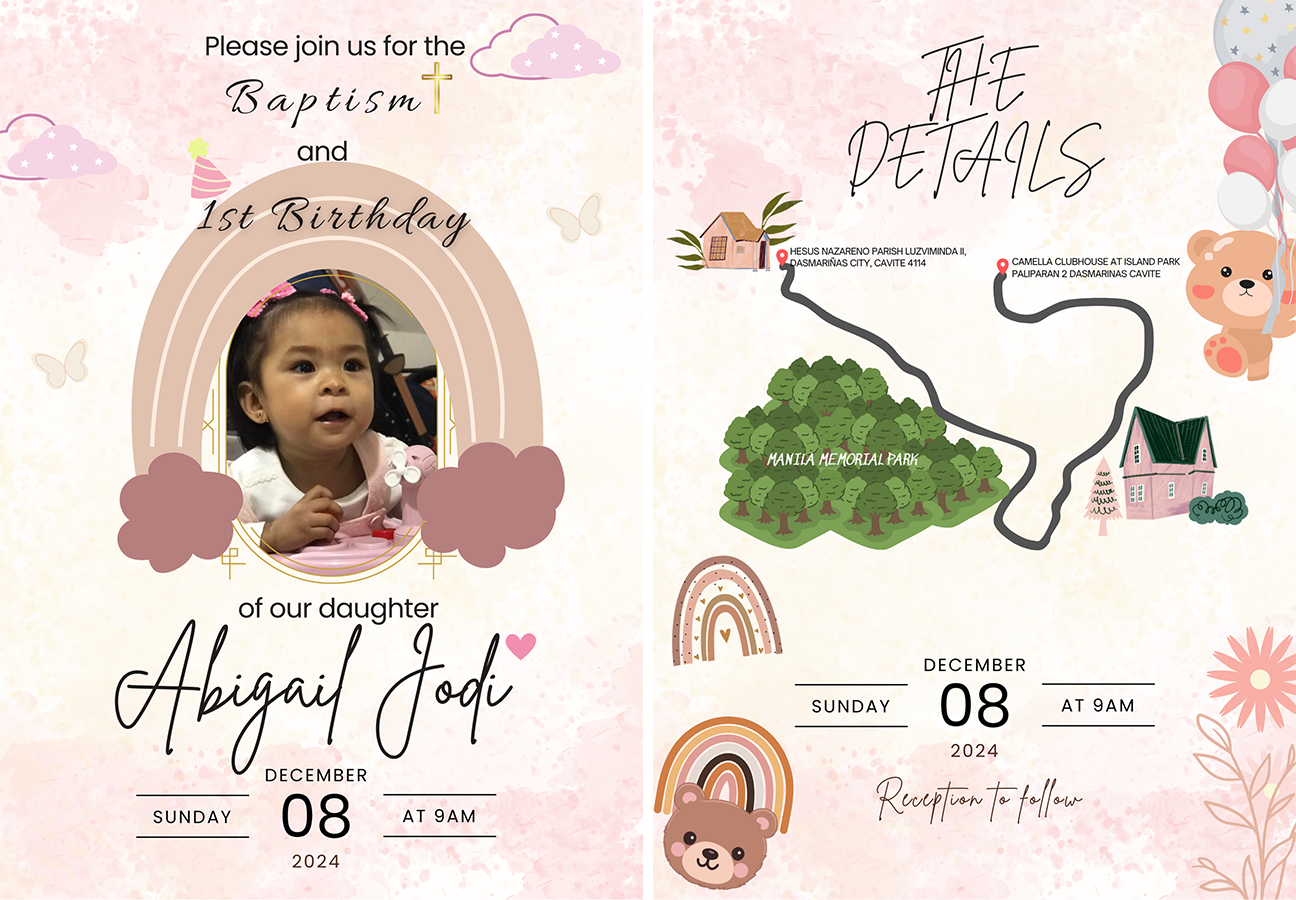 Please join us for the
Baptism
and
1st Birthday
of our daughter
Abigail Jodi
DECEMBER
SUNDAY 08 AT 9AM
2024
THE
DETAILS
HESUS NAZARENO PARISH LUZVIMINDA II,
DASMARIÑAS CITY, CAVITE 4114
CAMELLA CLUBHOUSE AT ISLAND PARK
PALIPARAN 2 DASMARINAS CAVITE
MANILA MEMORIAL PARK
DECEMBER
SUNDAY 08 AT 9AM
2024
Reception to follow